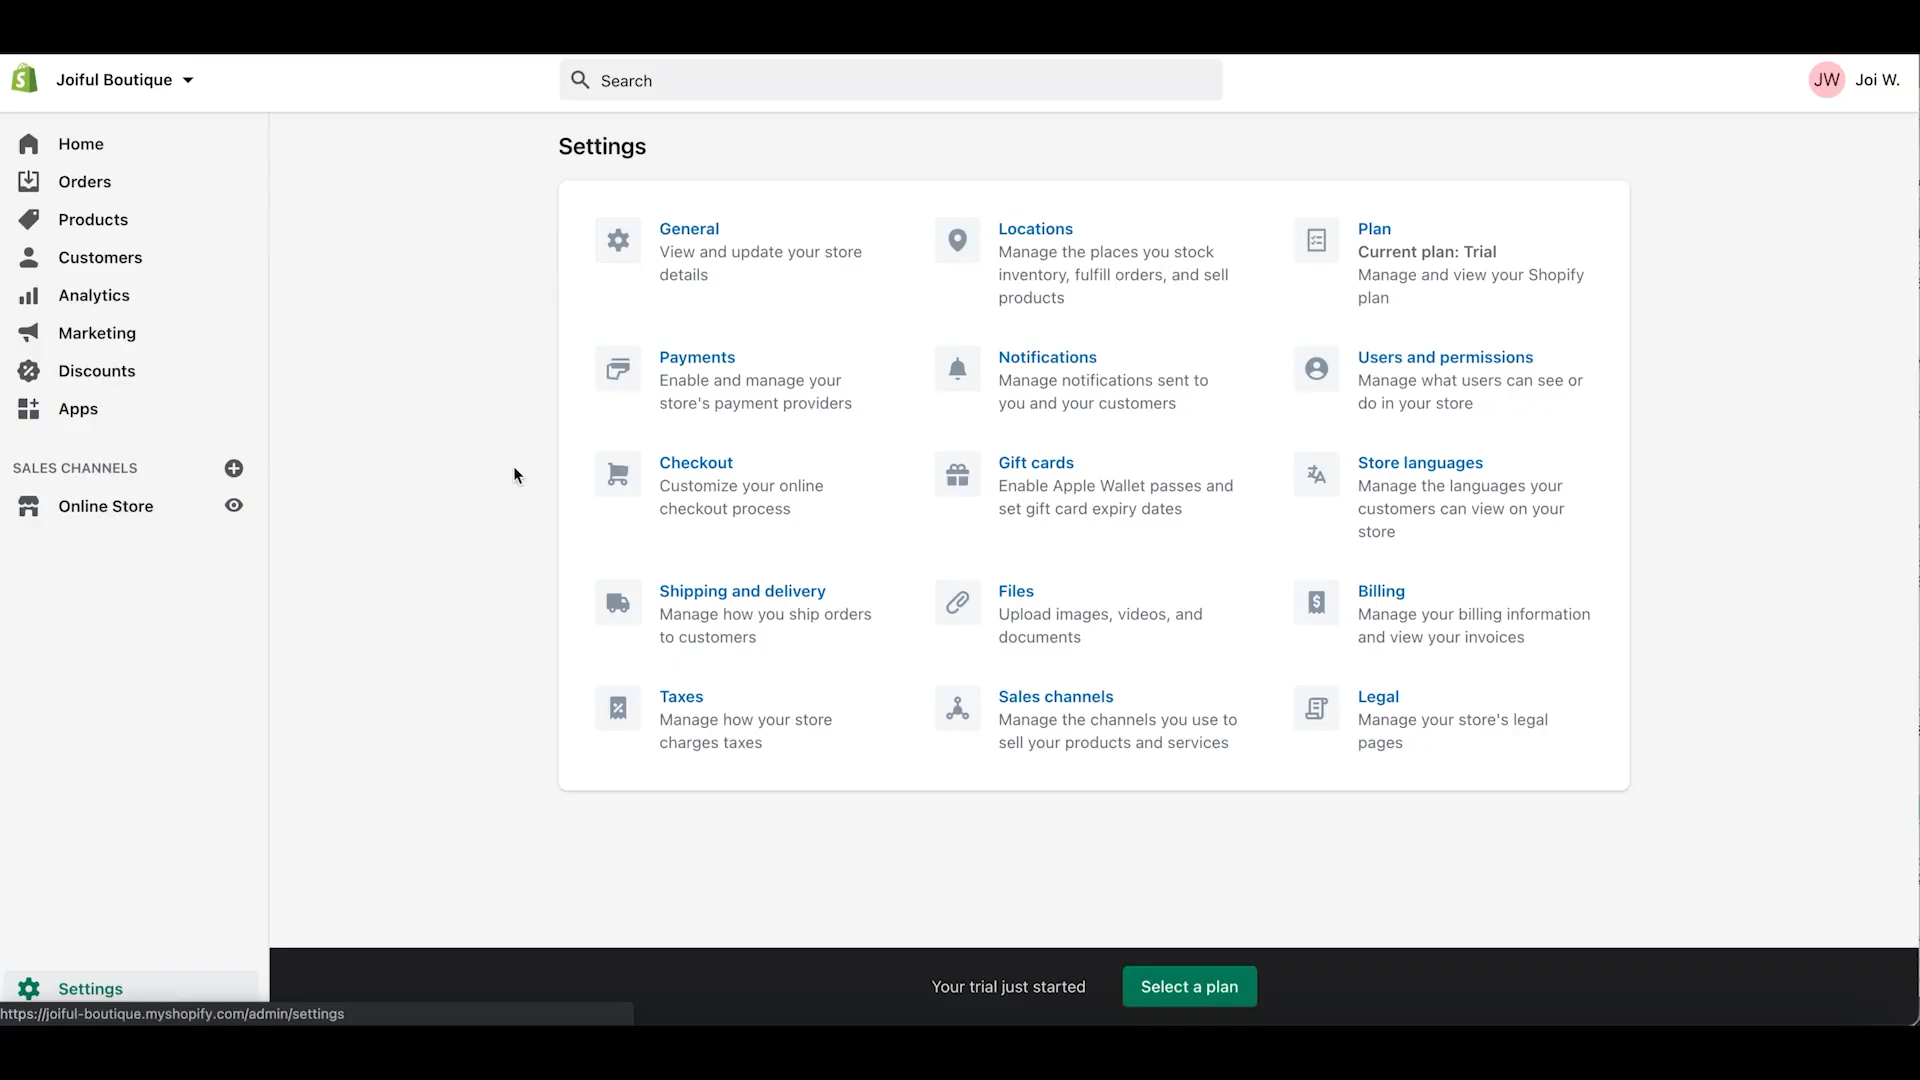 Joiful Boutique
Search
JW
Joi W.
Home
Orders
Products
Customers
Analytics
Marketing
Discounts
Apps
SALES CHANNELS
Online Store
Settings
https://joiful-boutique.myshopify.com/admin/settings
Settings
General
View and update your store
details
Locations
Manage the places you stock
inventory, fulfill orders, and sell
products
Plan
Current plan: Trial
Manage and view your Shopify
plan
Payments
Enable and manage your
store's payment providers
Notifications
Manage notifications sent to
you and your customers
Users and permissions
Manage what users can see or
do in your store
Checkout
Customize your online
checkout process
Gift cards
Enable Apple Wallet passes and
set gift card expiry dates
Store languages
Manage the languages your
customers can view on your
store
Shipping and delivery
Manage how you ship orders
to customers
Files
Upload images, videos, and
documents
Billing
Manage your billing information
and view your invoices
Taxes
Manage how your store
charges taxes
Sales channels
Manage the channels you use to
sell your products and services
Legal
Manage your store's legal
pages
Your trial just started
Select a plan